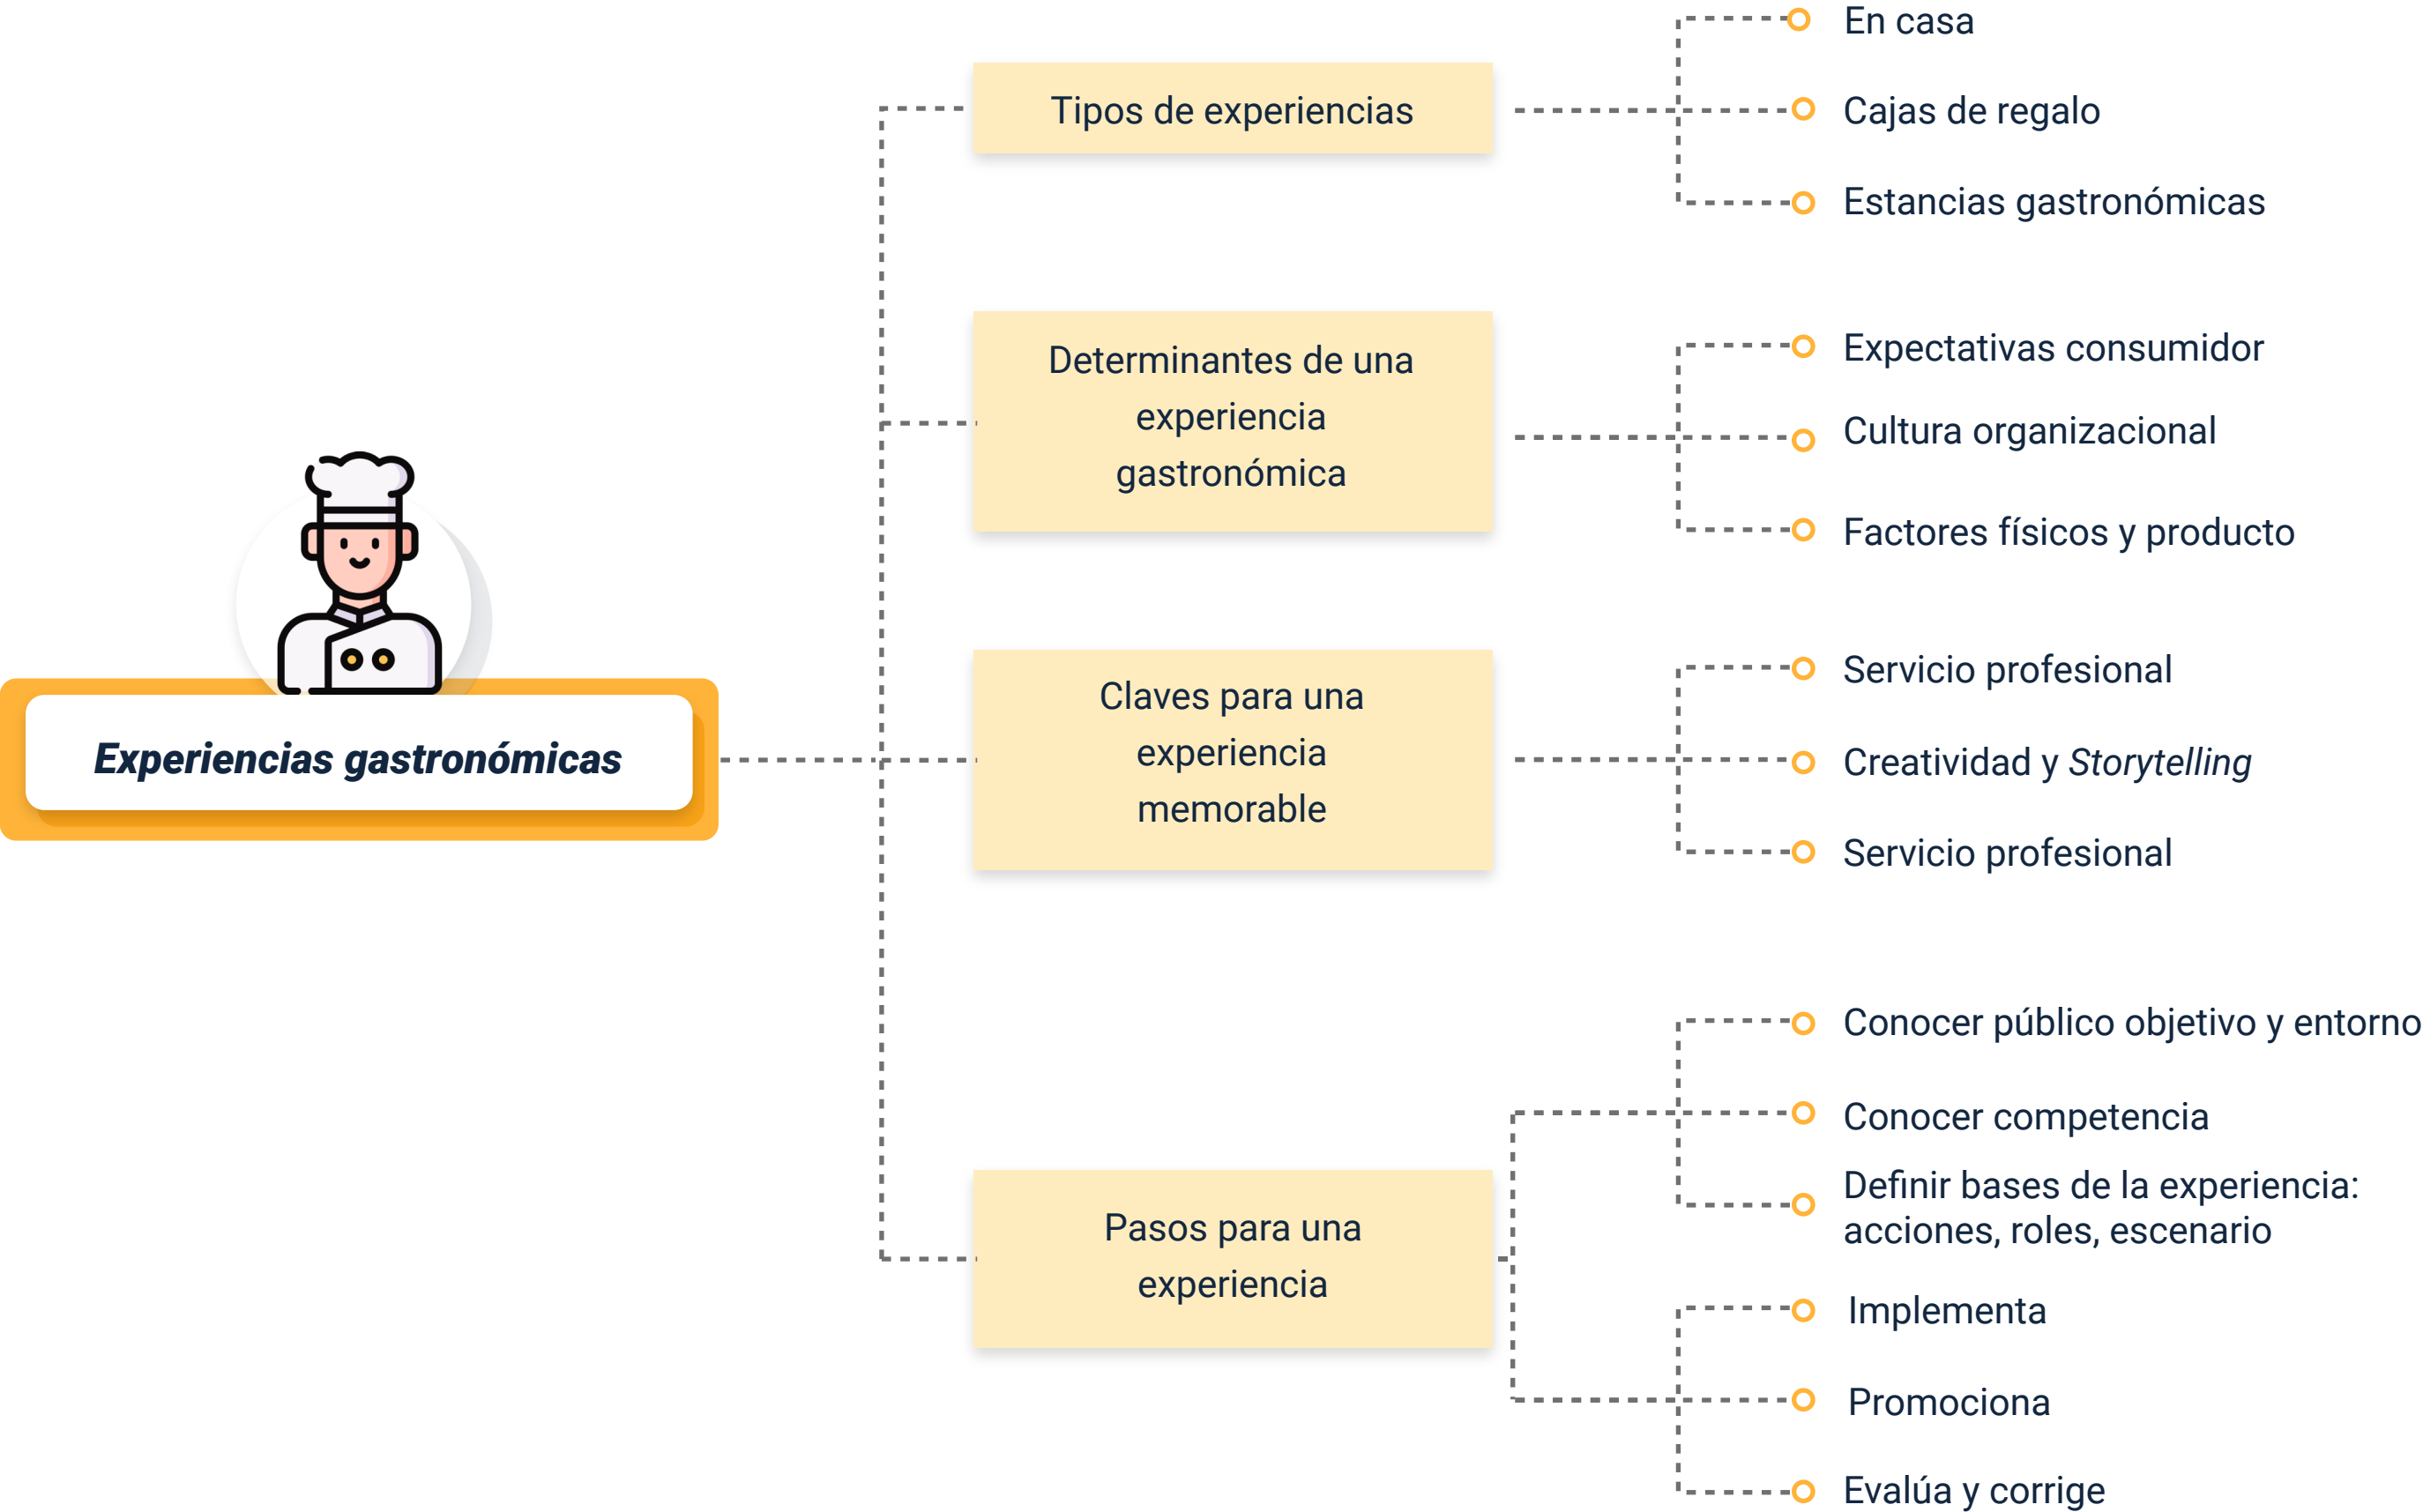 Experiencias gastronómicas
Tipos de experiencias
En casa
Cajas de regalo
Estancias gastronómicas
Determinantes de una
experiencia
gastronómica
Expectativas consumidor
Cultura organizacional
Factores físicos y producto
Claves para una
experiencia
memorable
Servicio profesional
Creatividad y Storytelling
Servicio profesional
Pasos para una
experiencia
Conocer público objetivo y entorno
Conocer competencia
Definir bases de la experiencia:
acciones, roles, escenario
Implementa
Promociona
Evalúa y corrige